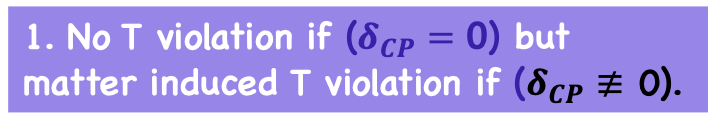 1. No T violation if (δ_CP = 0) but
matter induced T violation if (δ_CP ≢ 0).